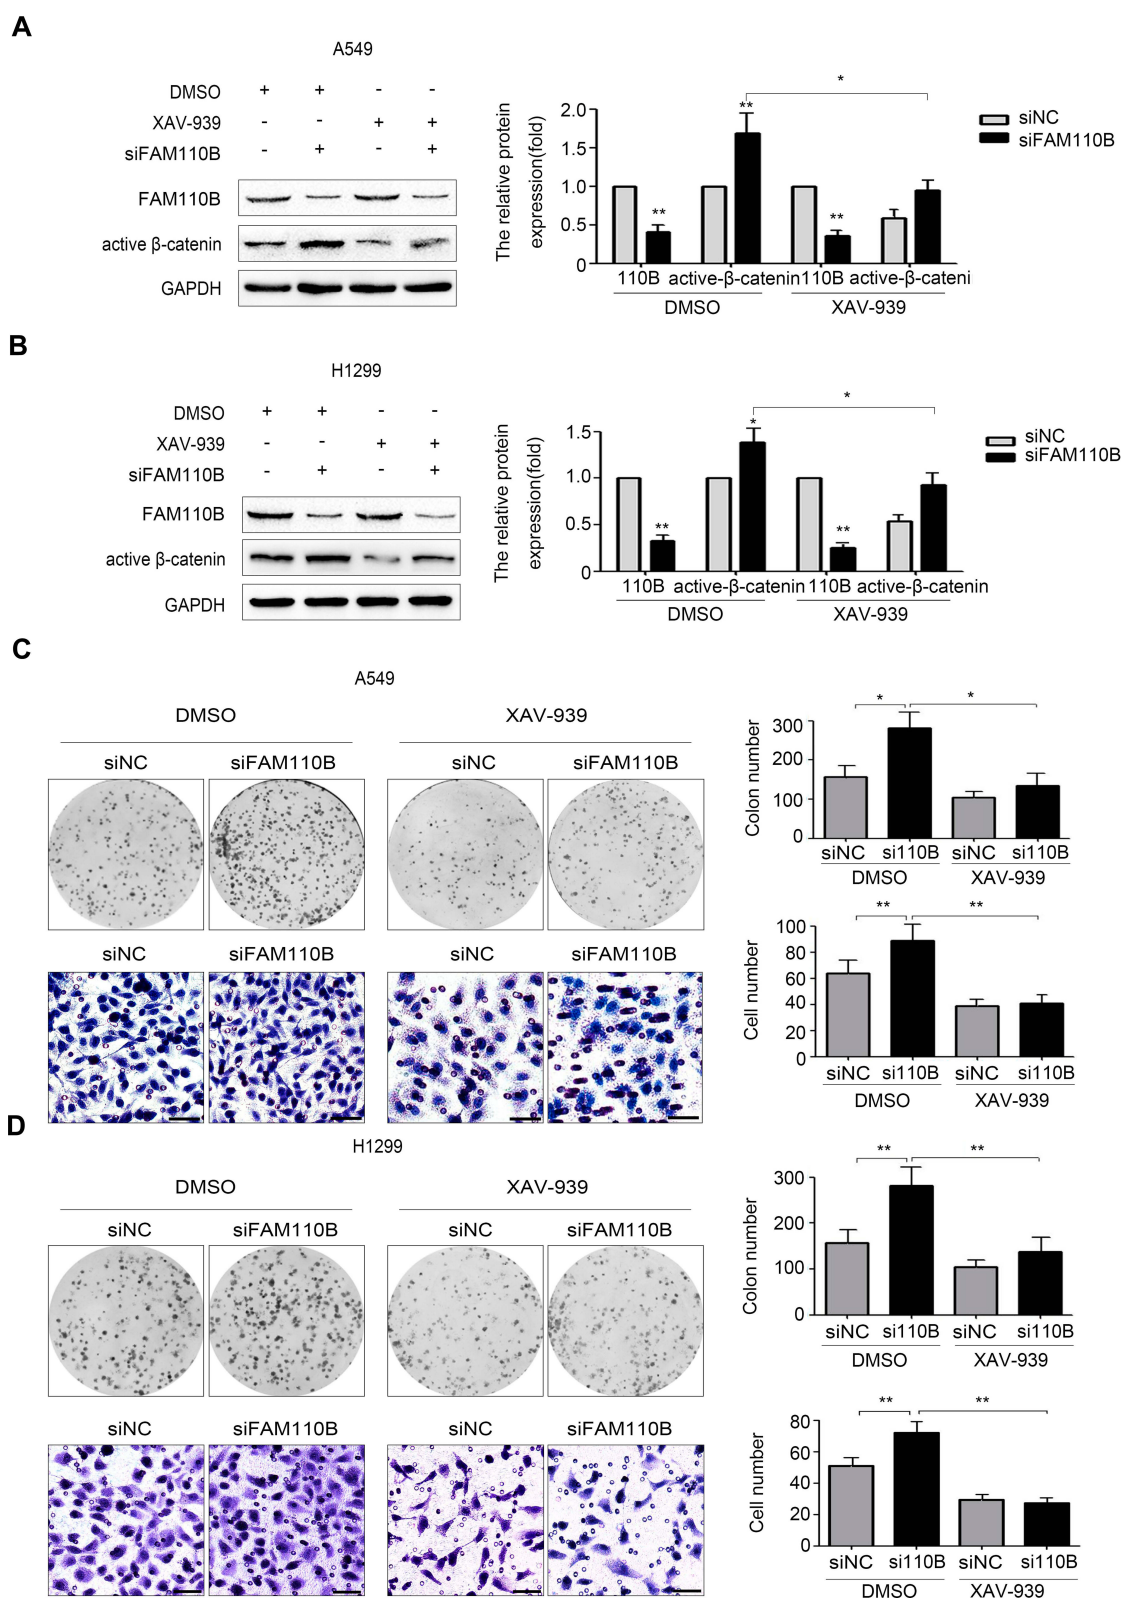 A
A549
DMSO + + - -
XAV-939 - - + +
siFAM110B - + - +
FAM110B
active β-catenin
GAPDH
The relative protein
expression(fold)
2.0
1.5
1.0
0.5
0
** ** ** *
siNC
siFAM110B
110B active-β-catenin 110B active-β-cateni
DMSO XAV-939
B
H1299
DMSO + + - -
XAV-939 - - + +
siFAM110B - + - +
FAM110B
active β-catenin
GAPDH
The relative protein
expression(fold)
1.5
1.0
0.5
0
** * ** *
siNC
siFAM110B
110B active-β-catenin 110B active-β-catenin
DMSO XAV-939
C
A549
DMSO XAV-939
siNC siFAM110B siNC siFAM110B
Colon number
300
200
100
0
* *
siNC si110B siNC si110B
DMSO XAV-939
siNC siFAM110B siNC siFAM110B
Cell number
100
80
60
40
20
0
** **
siNC si110B siNC si110B
DMSO XAV-939
D
H1299
DMSO XAV-939
siNC siFAM110B siNC siFAM110B
Colon number
300
200
100
0
** **
siNC si110B siNC si110B
DMSO XAV-939
siNC siFAM110B siNC siFAM110B
Cell number
80
60
40
20
0
** **
siNC si110B siNC si110B
DMSO XAV-939